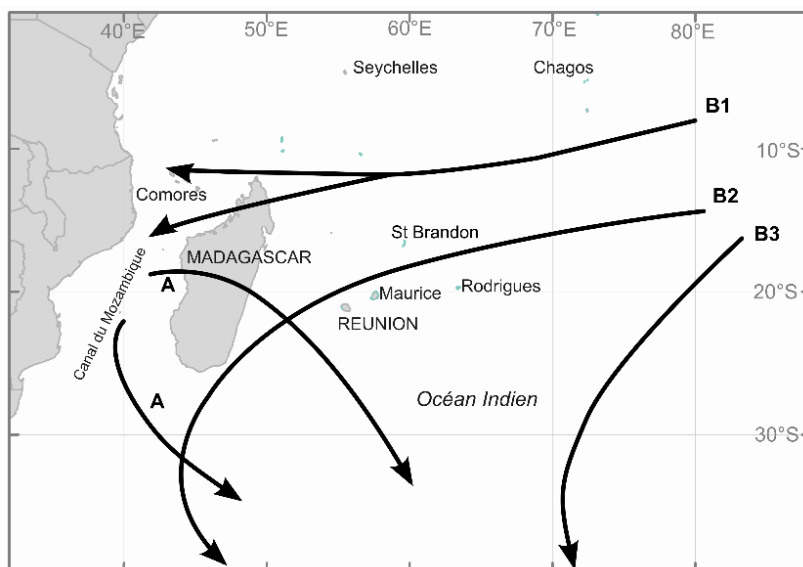 40°E 50°E 60°E 70°E 80°E
Seychelles
Chagos
B1
10°S
Comores
B2
St Brandon
B3
MADAGASCAR
A
Canal du Mozambique
Maurice
Rodrigues
20°S
REUNION
A
Océan Indien
30°S